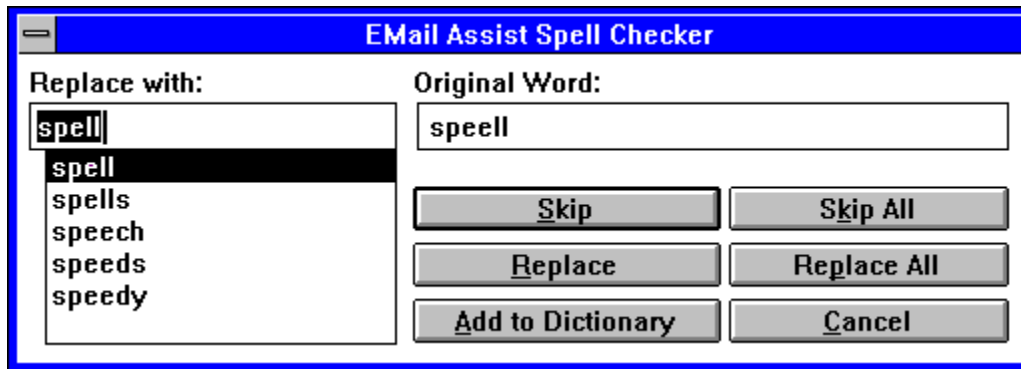 EMail Assist Spell Checker
Replace with:
Original Word:
spell
speell
spell
spells
speech
speeds
speedy
Skip
Skip All
Replace
Replace All
Add to Dictionary
Cancel